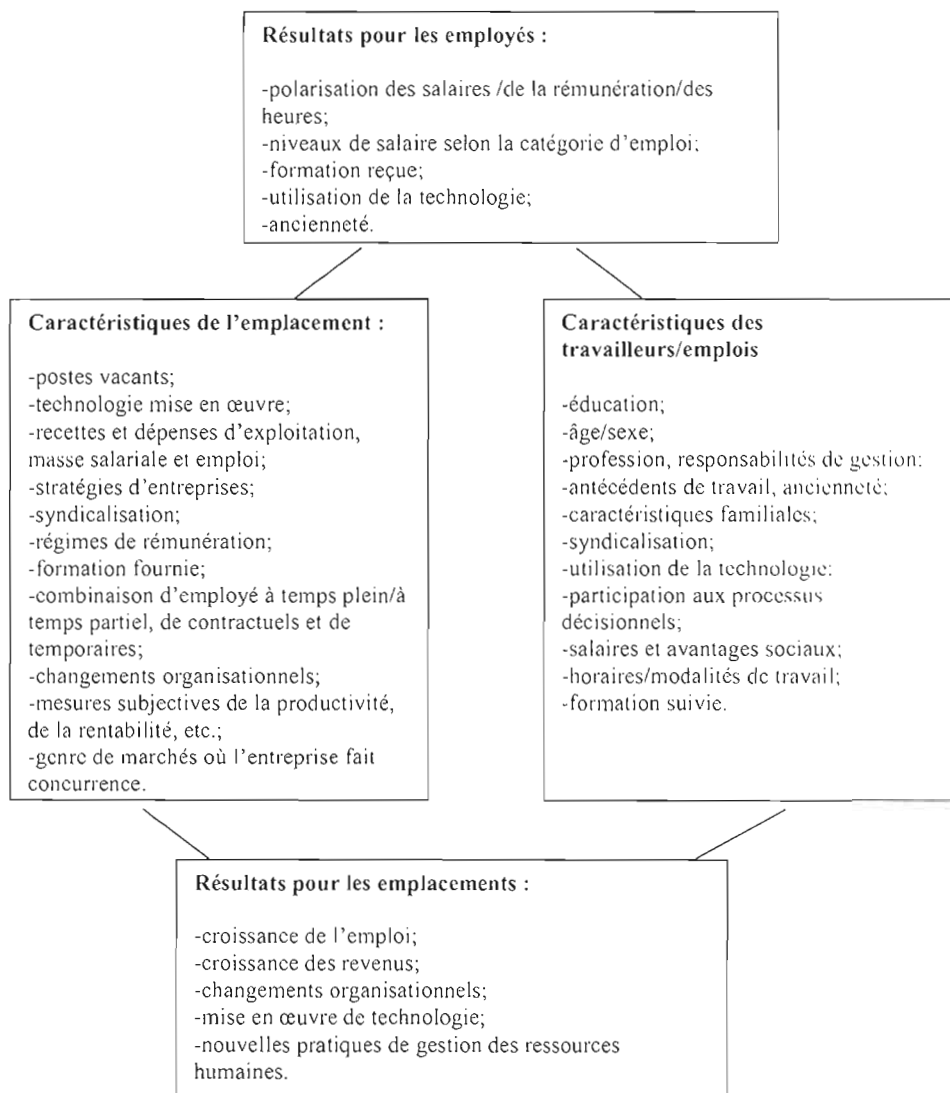 Résultats pour les employés :
-polarisation des salaires /de la rémunération/des
heures;
-niveaux de salaire selon la catégorie d'emploi;
-formation reçue;
-utilisation de la technologie;
-ancienneté.
Caractéristiques de l'emplacement :
-postes vacants;
-technologie mise en œuvre;
-recettes et dépenses d'exploitation,
masse salariale et emploi;
-stratégies d'entreprises;
-syndicalisation;
-régimes de rémunération;
-formation fournie;
-combinaison d'employé à temps plein/à
temps partiel, de contractuels et de
temporaires;
-changements organisationnels;
-mesures subjectives de la productivité,
de la rentabilité, etc.;
-genre de marchés où l'entreprise fait
concurrence.
Caractéristiques des
travailleurs/emplois
-éducation;
-âge/sexe;
-profession, responsabilités de gestion;
-antécédents de travail, ancienneté;
-caractéristiques familiales;
-syndicalisation;
-utilisation de la technologie;
-participation aux processus
décisionnels;
-salaires et avantages sociaux;
-horaires/modalités de travail;
-formation suivie.
Résultats pour les emplacements :
-croissance de l'emploi;
-croissance des revenus;
-changements organisationnels;
-mise en œuvre de technologie;
-nouvelles pratiques de gestion des ressources
humaines.